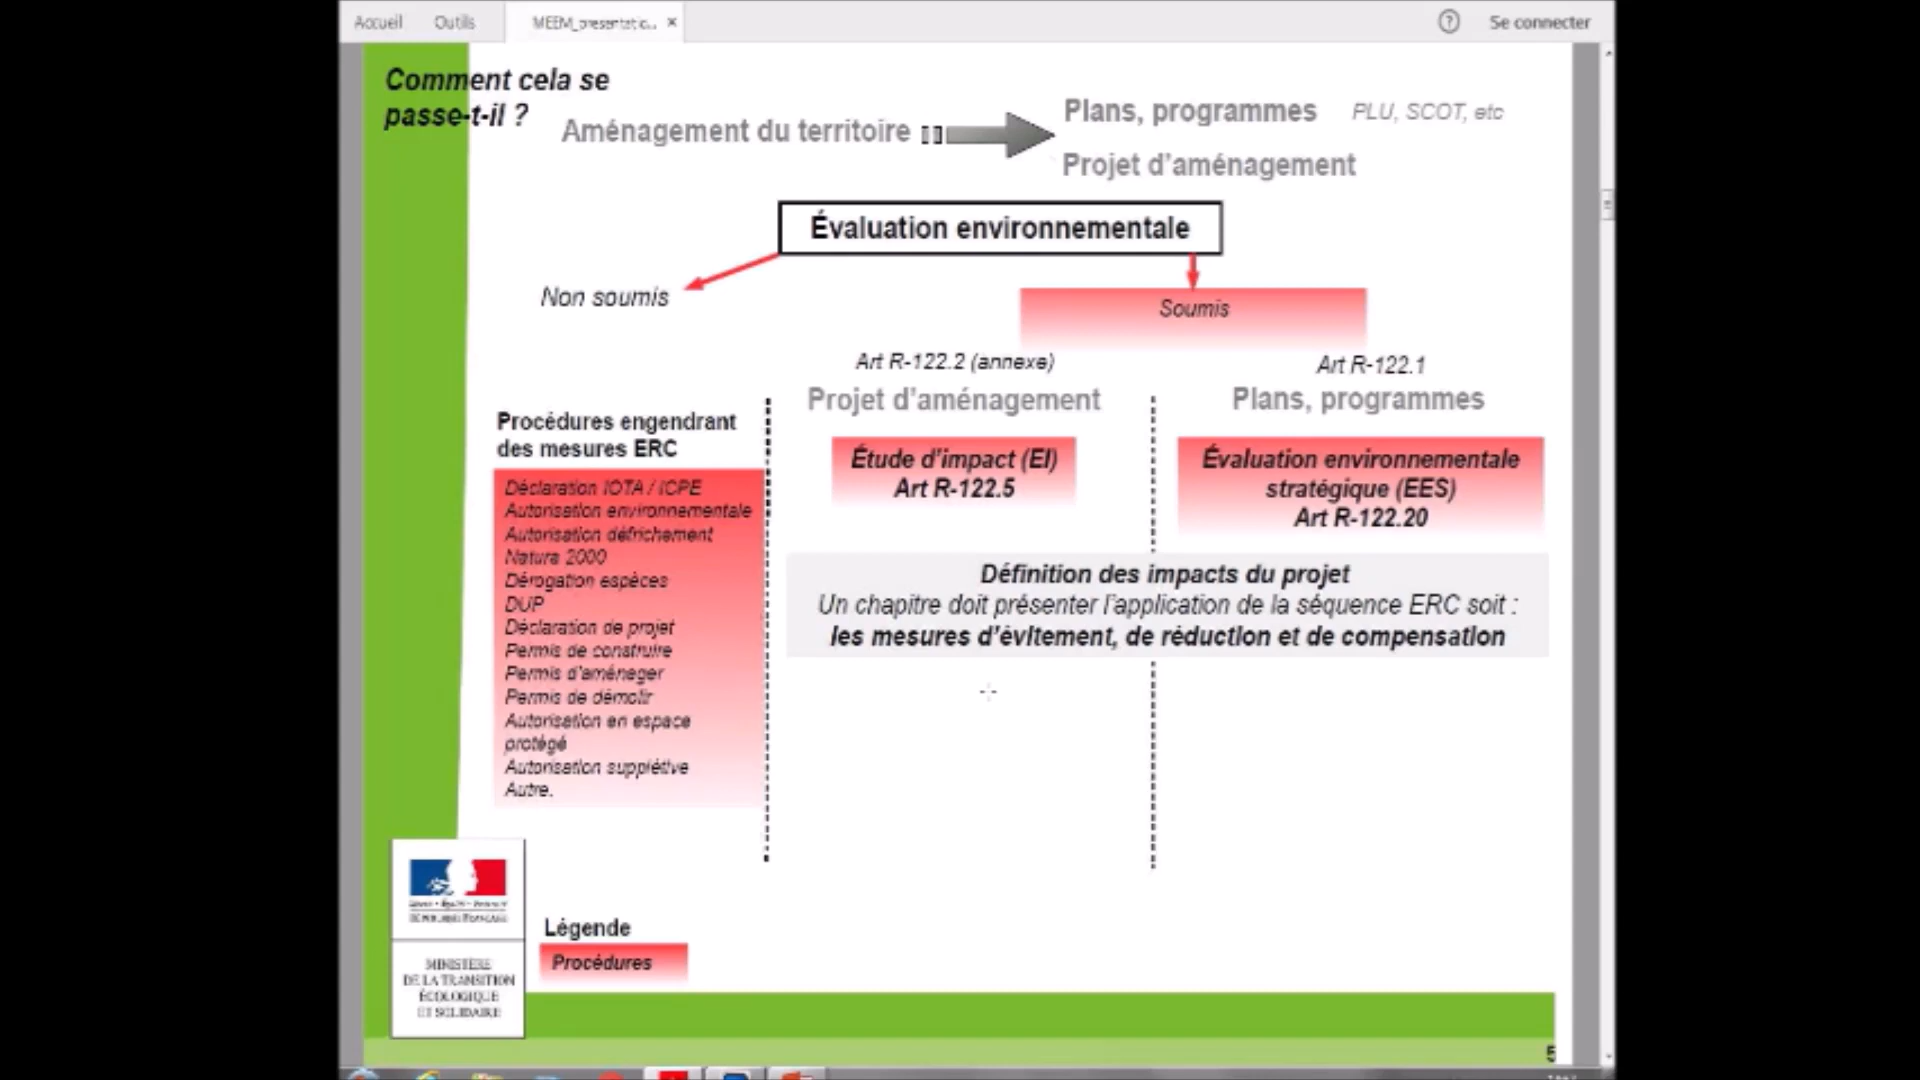 Accueil
Outils
MEEM_presentatio... ×
?
Se connecter
Comment cela se
passe-t-il ?
Aménagement du territoire
Plans, programmes
PLU, SCOT, etc
Projet d'aménagement
Évaluation environnementale
Non soumis
Soumis
Art R-122.2 (annexe)
Art R-122.1
Projet d'aménagement
Plans, programmes
Procédures engendrant
des mesures ERC
Déclaration IOTA / ICPE
Autorisation environnementale
Autorisation défrichement
Natura 2000
Dérogation espèces
DUP
Déclaration de projet
Permis de construire
Permis d'aménager
Permis de démolir
Autorisation en espace
protégé
Autorisation supplétive
Autre.
Étude d'impact (EI)
Art R-122.5
Évaluation environnementale
stratégique (EES)
Art R-122.20
Définition des impacts du projet
Un chapitre doit présenter l'application de la séquence ERC soit :
les mesures d'évitement, de réduction et de compensation
Légende
Procédures
Liberté • Égalité • Fraternité
RÉPUBLIQUE FRANÇAISE
MINISTÈRE
DE LA TRANSITION
ÉCOLOGIQUE
ET SOLIDAIRE